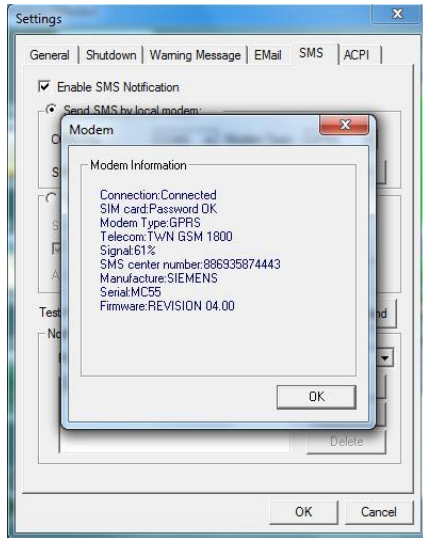 Settings
General Shutdown Warning Message EMail SMS ACPI
Enable SMS Notification
Send SMS by local modem:
Modem
Modem Information
Connection:Connected
SIM card:Password OK
Modem Type:GPRS
Telecom:TWN GSM 1800
Signal:61%
SMS center number:886935874443
Manufacture:SIEMENS
Serial:MC55
Firmware:REVISION 04.00
OK
Delete
OK Cancel